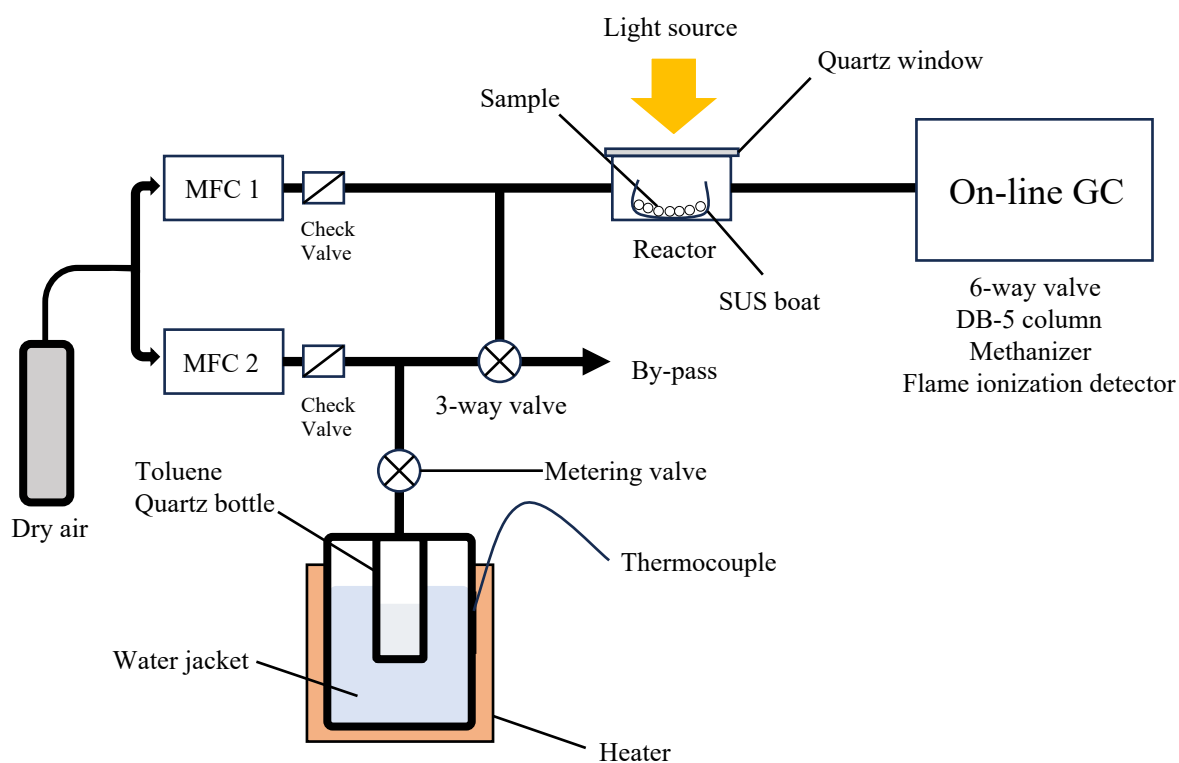 Light source
Quartz window
Sample
MFC 1
Check
Valve
On-line GC
Reactor
SUS boat
6-way valve
DB-5 column
Methanizer
Flame ionization detector
MFC 2
Check
Valve
3-way valve
By-pass
Dry air
Toluene
Quartz bottle
Metering valve
Thermocouple
Water jacket
Heater